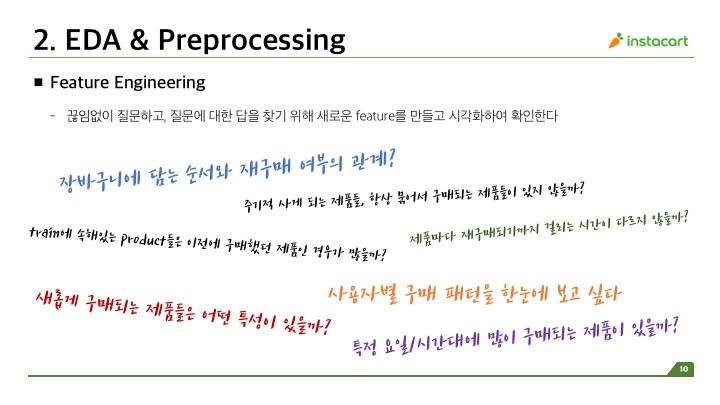 2. EDA & Preprocessing
instacart
■ Feature Engineering
- 끊임없이 질문하고, 질문에 대한 답을 찾기 위해 새로운 feature를 만들고 시각화하여 확인한다
장바구니에 담는 순서와 재구매 여부의 관계?
주기적 사게 되는 제품들, 항상 묶어서 구매되는 제품들이 있지 않을까?
train에 속해있는 product들은 이전에 구매했던 제품인 경우가 많을까?
제품마다 재구매되기까지 걸리는 시간이 다르지 않을까?
새롭게 구매되는 제품들은 어떤 특성이 있을까?
사용자별 구매 패턴을 한눈에 보고 싶다
특정 요일/시간대에 많이 구매되는 제품이 있을까?
10